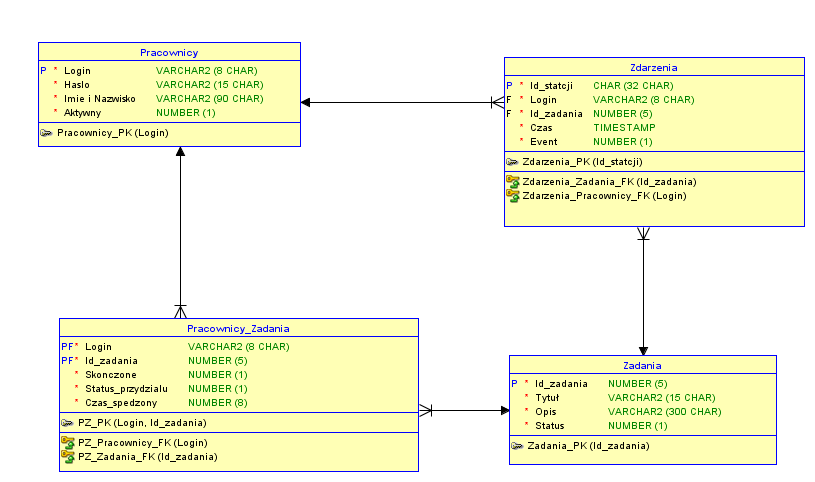 Pracownicy
P * Login VARCHAR2 (8 CHAR)
* Haslo VARCHAR2 (15 CHAR)
* Imie i Nazwisko VARCHAR2 (90 CHAR)
* Aktywny NUMBER (1)
Pracownicy_PK (Login)
Zdarzenia
P * Id_statcji CHAR (32 CHAR)
F * Login VARCHAR2 (8 CHAR)
F * Id_zadania NUMBER (5)
* Czas TIMESTAMP
* Event NUMBER (1)
Zdarzenia_PK (Id_statcji)
Zdarzenia_Zadania_FK (Id_zadania)
Zdarzenia_Pracownicy_FK (Login)
Pracownicy_Zadania
PF* Login VARCHAR2 (8 CHAR)
PF* Id_zadania NUMBER (5)
* Skonczone NUMBER (1)
* Status_przydzialu NUMBER (1)
* Czas_spedzony NUMBER (8)
PZ_PK (Login, Id_zadania)
PZ_Pracownicy_FK (Login)
PZ_Zadania_FK (Id_zadania)
Zadania
P * Id_zadania NUMBER (5)
* Tytuł VARCHAR2 (15 CHAR)
* Opis VARCHAR2 (300 CHAR)
* Status NUMBER (1)
Zadania_PK (Id_zadania)